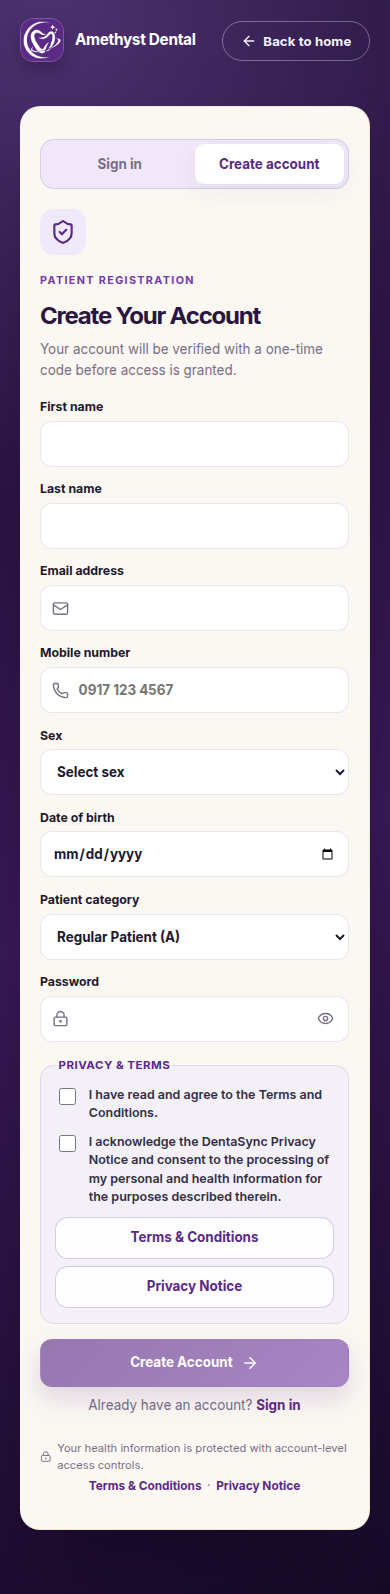 Amethyst Dental
Back to home
Sign in
Create account
PATIENT REGISTRATION
Create Your Account
Your account will be verified with a one-time
code before access is granted.
First name
Last name
Email address
Mobile number
0917 123 4567
Sex
Select sex
Date of birth
mm/dd/yyyy
Patient category
Regular Patient (A)
Password
PRIVACY & TERMS
I have read and agree to the Terms and
Conditions.
I acknowledge the DentaSync Privacy
Notice and consent to the processing of
my personal and health information for
the purposes described therein.
Terms & Conditions
Privacy Notice
Create Account
Already have an account? Sign in
Your health information is protected with account-level
access controls.
Terms & Conditions · Privacy Notice